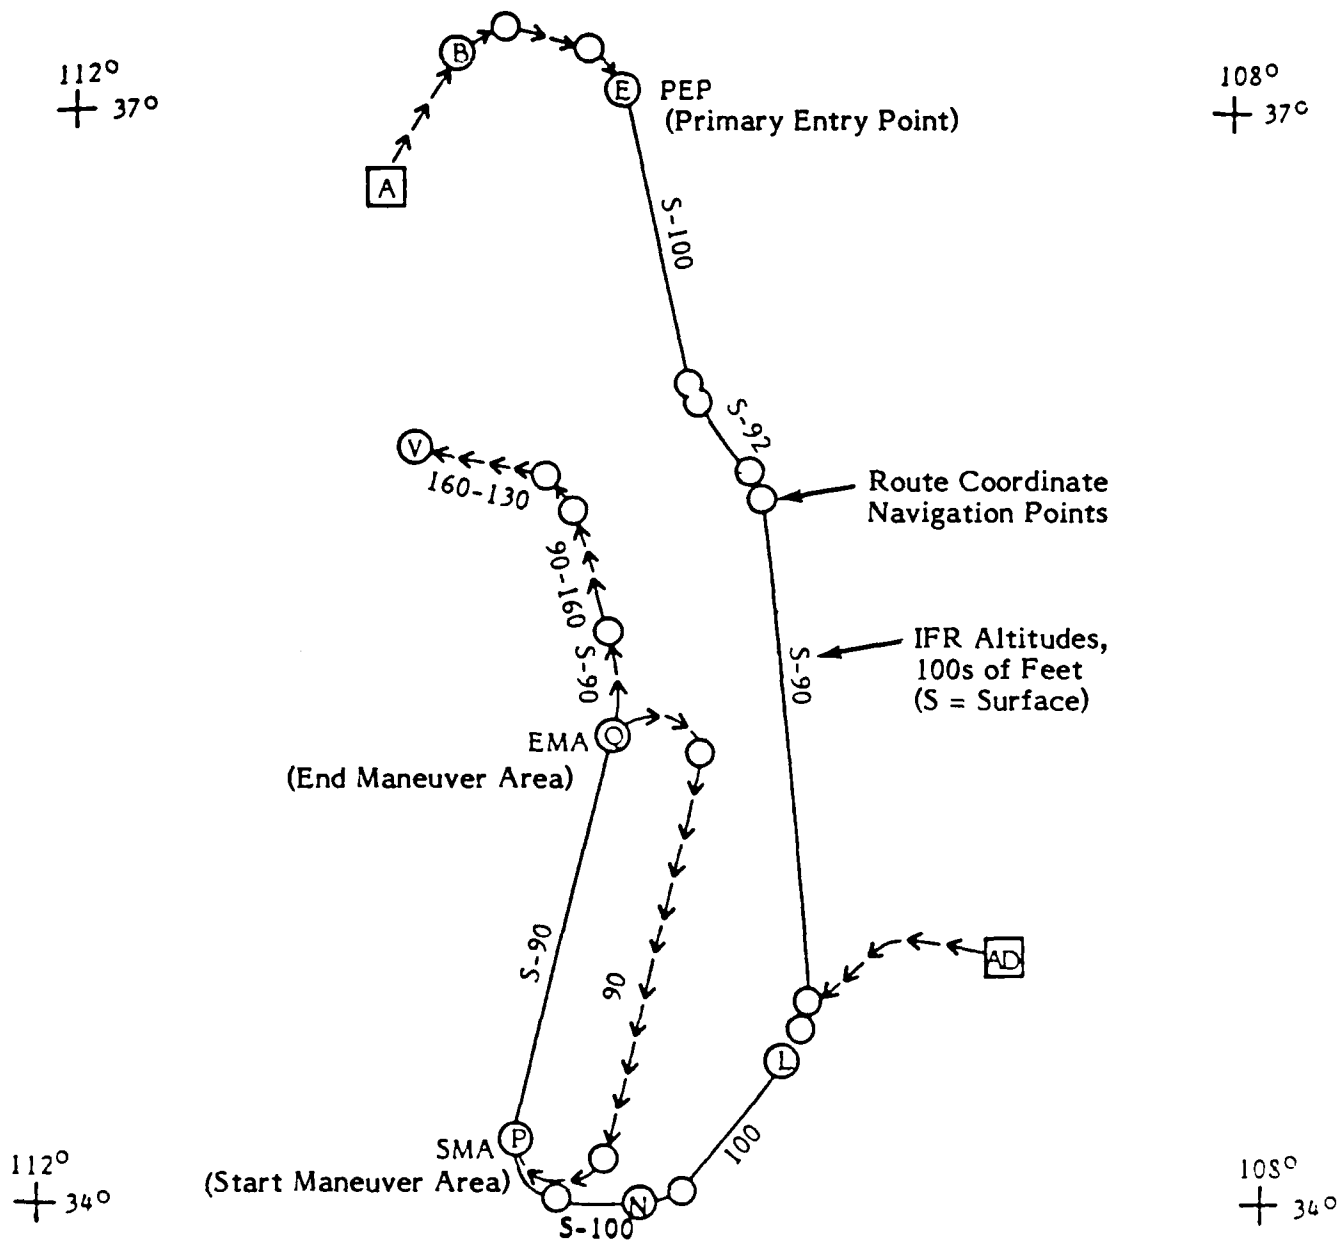 B
112°
37°
E PEP
(Primary Entry Point)
108°
37°
A
S-100
S-92
V
160-130
Route Coordinate
Navigation Points
90-160
S-90
S-90
IFR Altitudes,
100s of Feet
(S = Surface)
EMA Q
(End Maneuver Area)
S-90
90
AD
L
100
SMA P
(Start Maneuver Area)
112°
34°
N
S-100
108°
34°